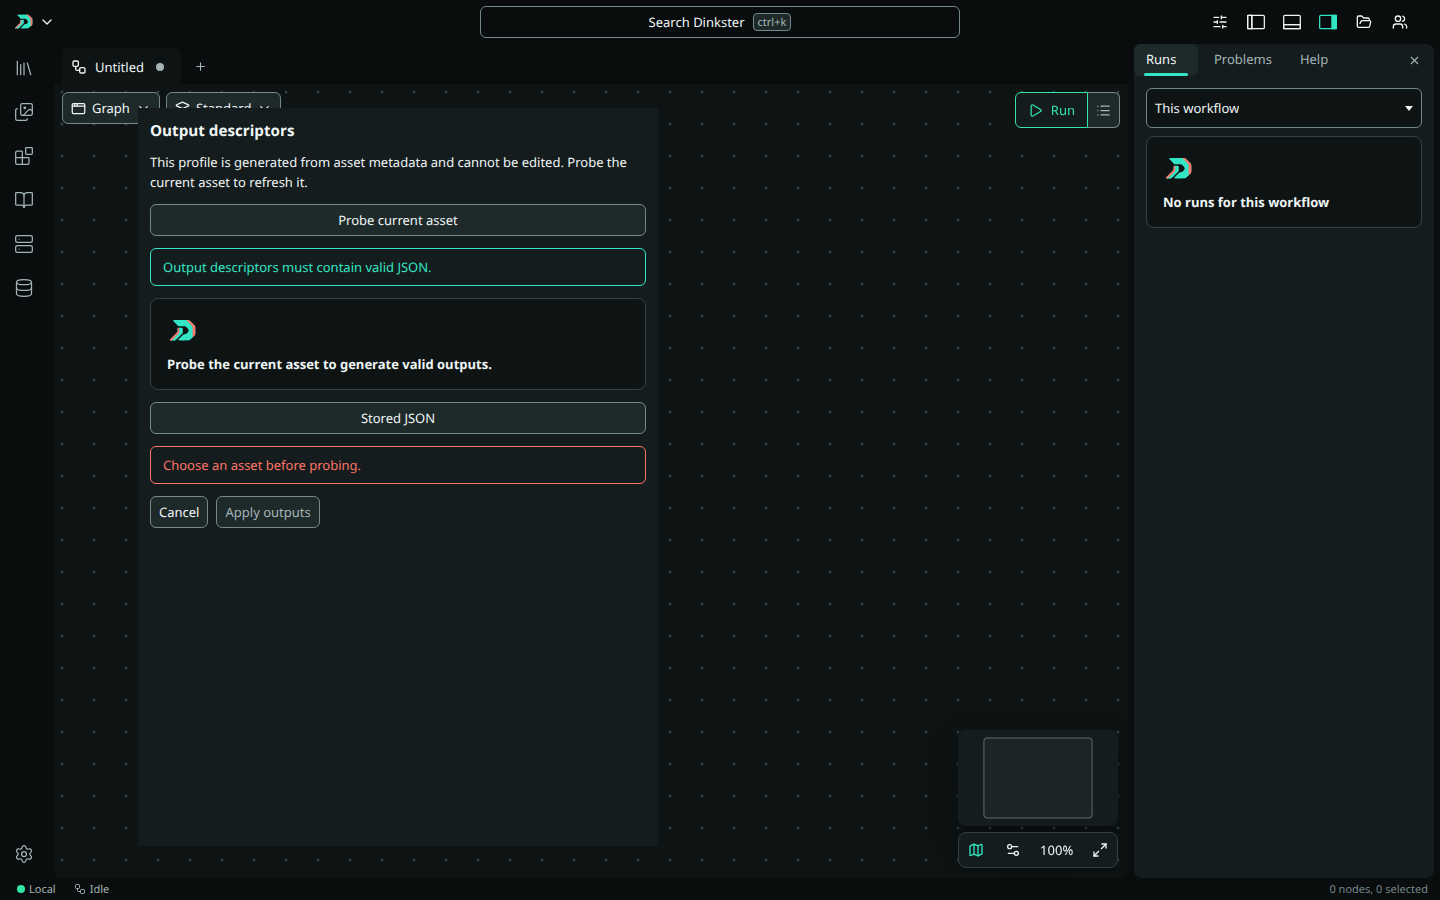 Search Dinkster ctrl+k
Untitled
Runs
Problems
Help
Graph
Standard
Run
This workflow
Output descriptors
This profile is generated from asset metadata and cannot be edited. Probe the
current asset to refresh it.
Probe current asset
No runs for this workflow
Output descriptors must contain valid JSON.
Probe the current asset to generate valid outputs.
Stored JSON
Choose an asset before probing.
Cancel
Apply outputs
100%
Local
Idle
0 nodes, 0 selected